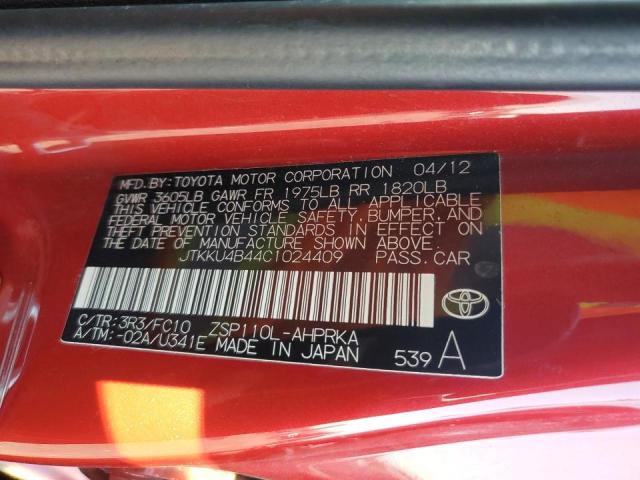 MFD.BY:TOYOTA MOTOR CORPORATION 04/12
GVWR 3605LB GAWR FR 1975LB RR 1820LB
THIS VEHICLE CONFORMS TO ALL APPLICABLE
FEDERAL MOTOR VEHICLE SAFETY, BUMPER, AND
THEFT PREVENTION STANDARDS IN EFFECT ON
THE DATE OF MANUFACTURE SHOWN ABOVE.
JTKKU4B44C1024409 PASS.CAR
C/TR:3R3/FC10 ZSP110L-AHPRKA
A/TM:-02A/U341E MADE IN JAPAN 539 A